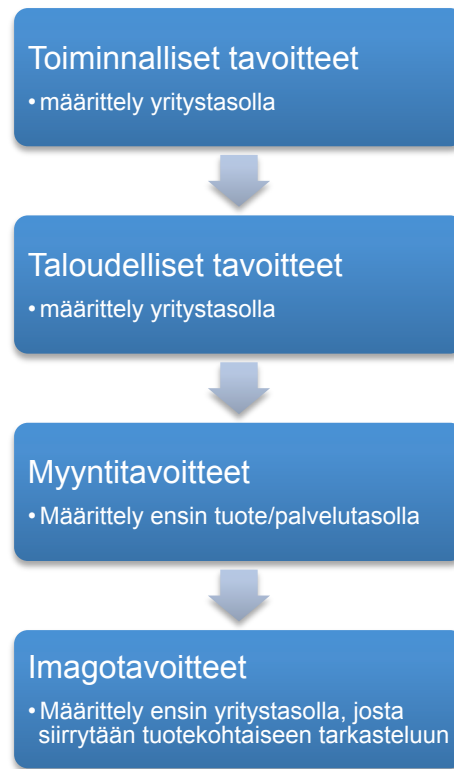 Toiminnalliset tavoitteet
• määrittely yritystasolla
Taloudelliset tavoitteet
• määrittely yritystasolla
Myyntitavoitteet
• Määrittely ensin tuote/palvelutasolla
Imagotavoitteet
• Määrittely ensin yritystasolla, josta
siirrytään tuotekohtaiseen tarkasteluun